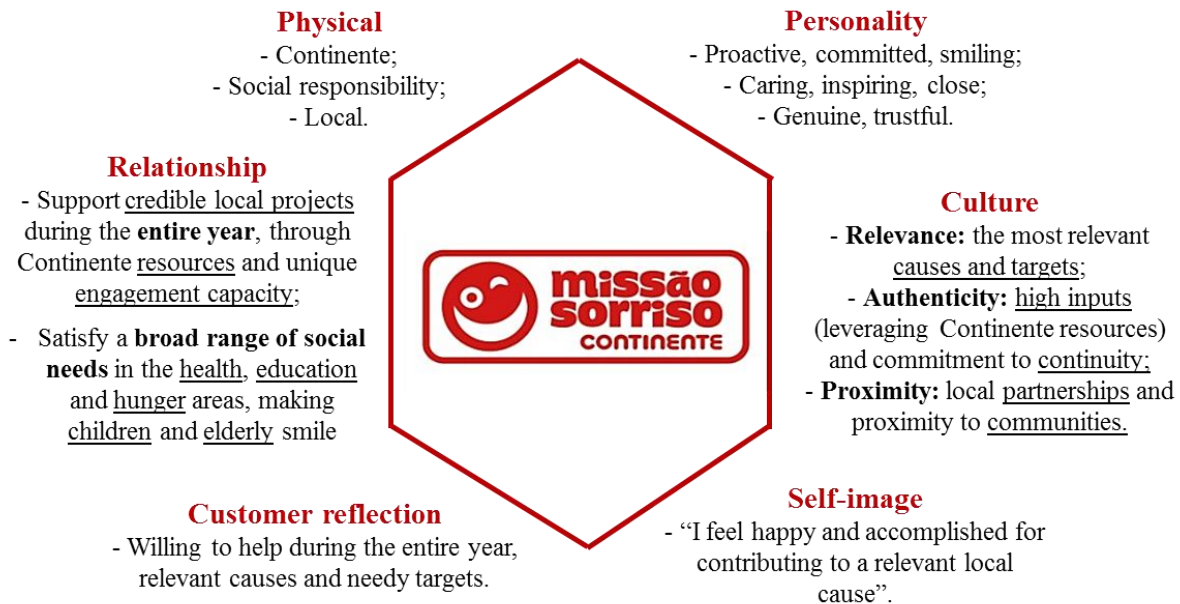 Physical
- Continente;
- Social responsibility;
- Local.
Personality
- Proactive, committed, smiling;
- Caring, inspiring, close;
- Genuine, trustful.
Relationship
- Support credible local projects
during the entire year, through
Continente resources and unique
engagement capacity;
- Satisfy a broad range of social
needs in the health, education
and hunger areas, making
children and elderly smile
missão
sorriso
CONTINENTE
Culture
- Relevance: the most relevant
causes and targets;
- Authenticity: high inputs
(leveraging Continente resources)
and commitment to continuity;
- Proximity: local partnerships and
proximity to communities.
Customer reflection
- Willing to help during the entire year,
relevant causes and needy targets.
Self-image
- “I feel happy and accomplished for
contributing to a relevant local
cause”.